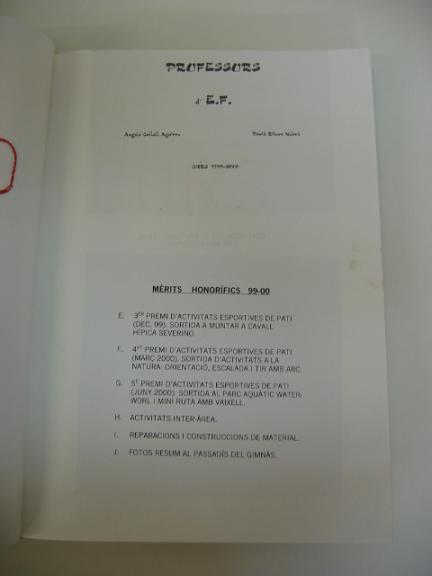 PROFESSORS
d' E.F.
MÈRITS HONORÍFICS 99-00
E. 3ER PREMI D'ACTIVITATS ESPORTIVES DE PATI
(DEC. 99). SORTIDA A MUNTAR A CAVALL.
HÍPICA SEVERINO.
F. 4RT PREMI D'ACTIVITATS ESPORTIVES DE PATI
(MARÇ 2000). SORTIDA D'ACTIVITATS A LA
NATURA: ORIENTACIÓ, ESCALADA I TIR AMB ARC.
G. 5È PREMI D'ACTIVITATS ESPORTIVES DE PATI
(JUNY 2000). SORTIDA AL PARC AQUÀTIC WATER-
WORL I MINI RUTA AMB VAIXELL.
H. ACTIVITATS INTER-ÀREA.
I. REPARACIONS I CONSTRUCCIONS DE MATERIAL.
J. FOTOS RESUM AL PASSADÍS DEL GIMNÀS.